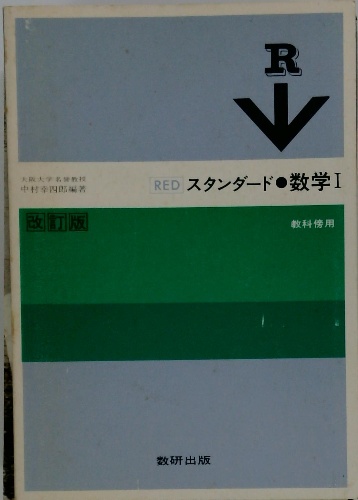 R
大阪大学名誉教授
中村幸四郎編著
RED スタンダード●数学I
改訂版
教科傍用
数研出版